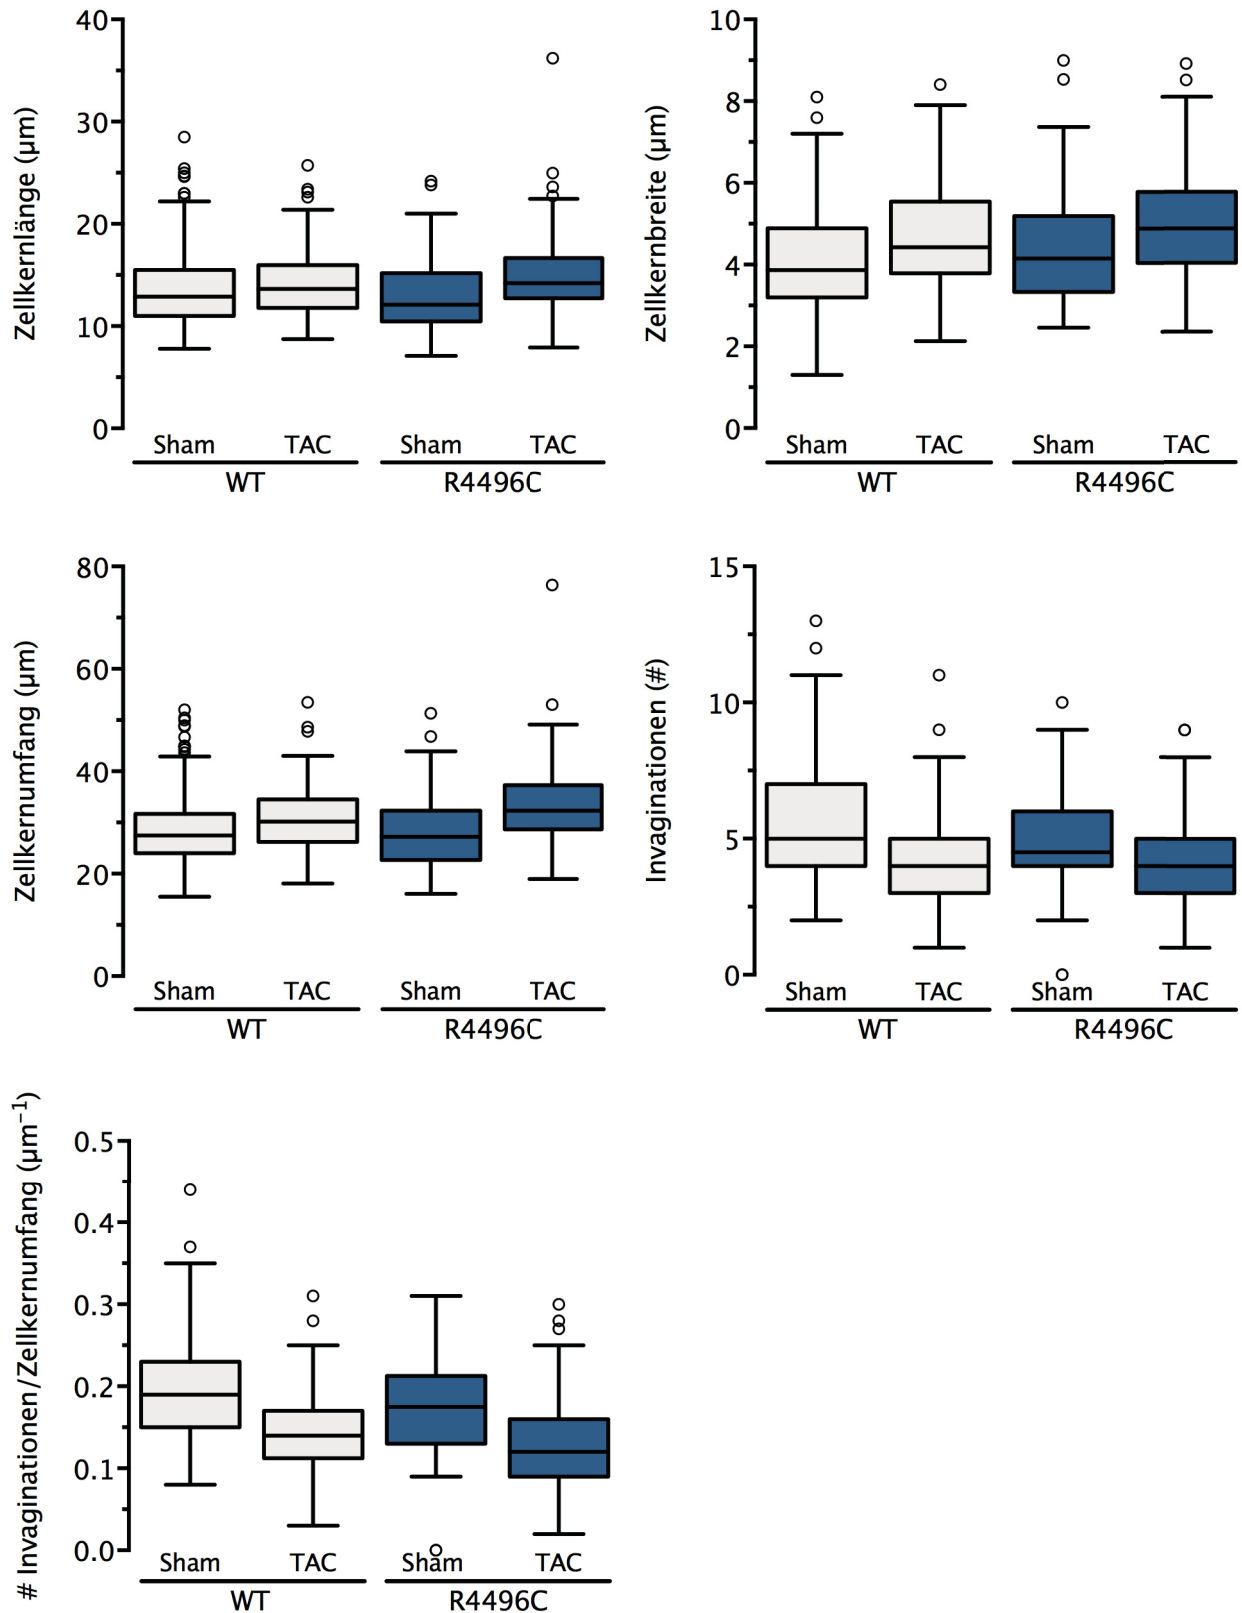 Zellkernlänge (µm)
40
30
20
10
0
Sham TAC Sham TAC
WT R4496C
Zellkernbreite (µm)
10
8
6
4
2
0
Sham TAC Sham TAC
WT R4496C
Zellkernumfang (µm)
80
60
40
20
0
Sham TAC Sham TAC
WT R4496C
Invaginationen (#)
15
10
5
0
Sham TAC Sham TAC
WT R4496C
# Invaginationen/Zellkernumfang (µm⁻¹)
0.5
0.4
0.3
0.2
0.1
0.0
Sham TAC Sham TAC
WT R4496C